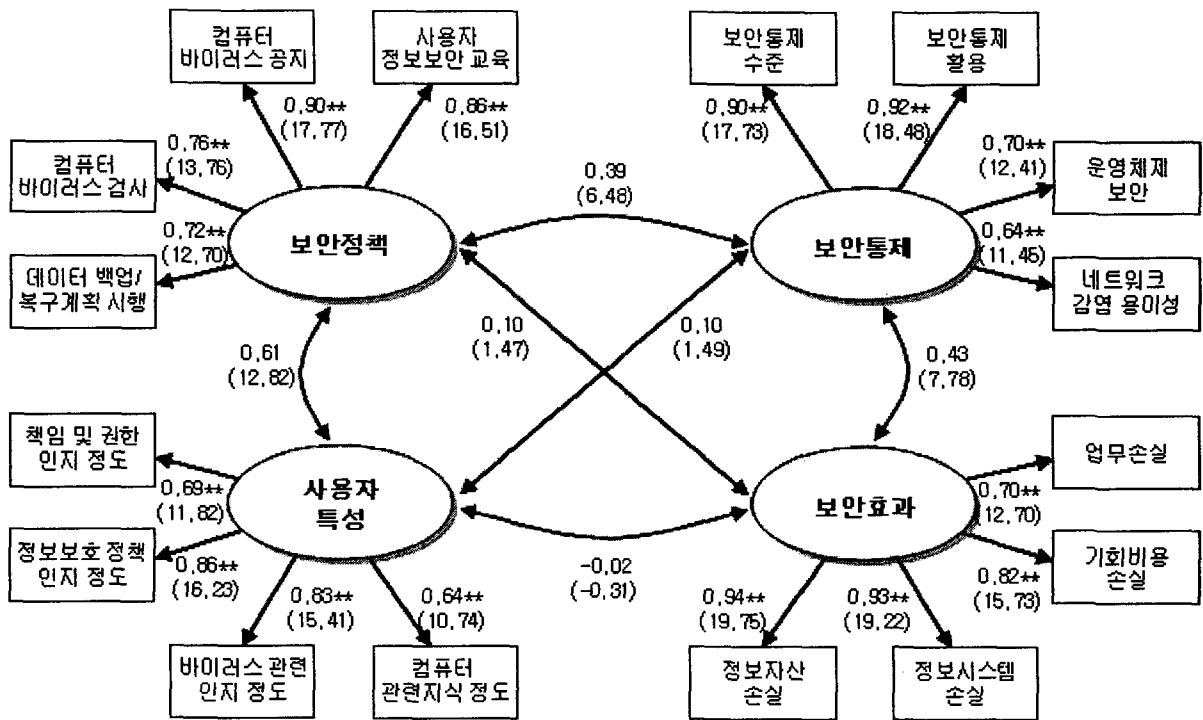 컴퓨터
바이러스 공지
사용자
정보보안 교육
보안통제
수준
보안통제
활용
0.90**
(17.77)
0.86**
(16.51)
0.90**
(17.73)
0.92**
(18.48)
컴퓨터
바이러스 검사
0.76**
(13.76)
0.70**
(12.41)
운영체제
보안
0.39
(6.48)
보안정책
보안통제
데이터 백업/
복구계획 시행
0.72**
(12.70)
0.64**
(11.45)
네트워크
감염 용이성
0.61
(12.82)
0.10
(1.47)
0.10
(1.49)
0.43
(7.78)
책임 및 권한
인지 정도
0.69**
(11.82)
사용자
특성
보안효과
업무손실
0.70**
(12.70)
정보보호 정책
인지 정도
0.86**
(16.23)
-0.02
(-0.31)
기회비용
손실
0.82**
(15.73)
0.83**
(15.41)
0.64**
(10.74)
0.94**
(19.75)
0.93**
(19.22)
바이러스 관련
인지 정도
컴퓨터
관련지식 정도
정보자산
손실
정보시스템
손실